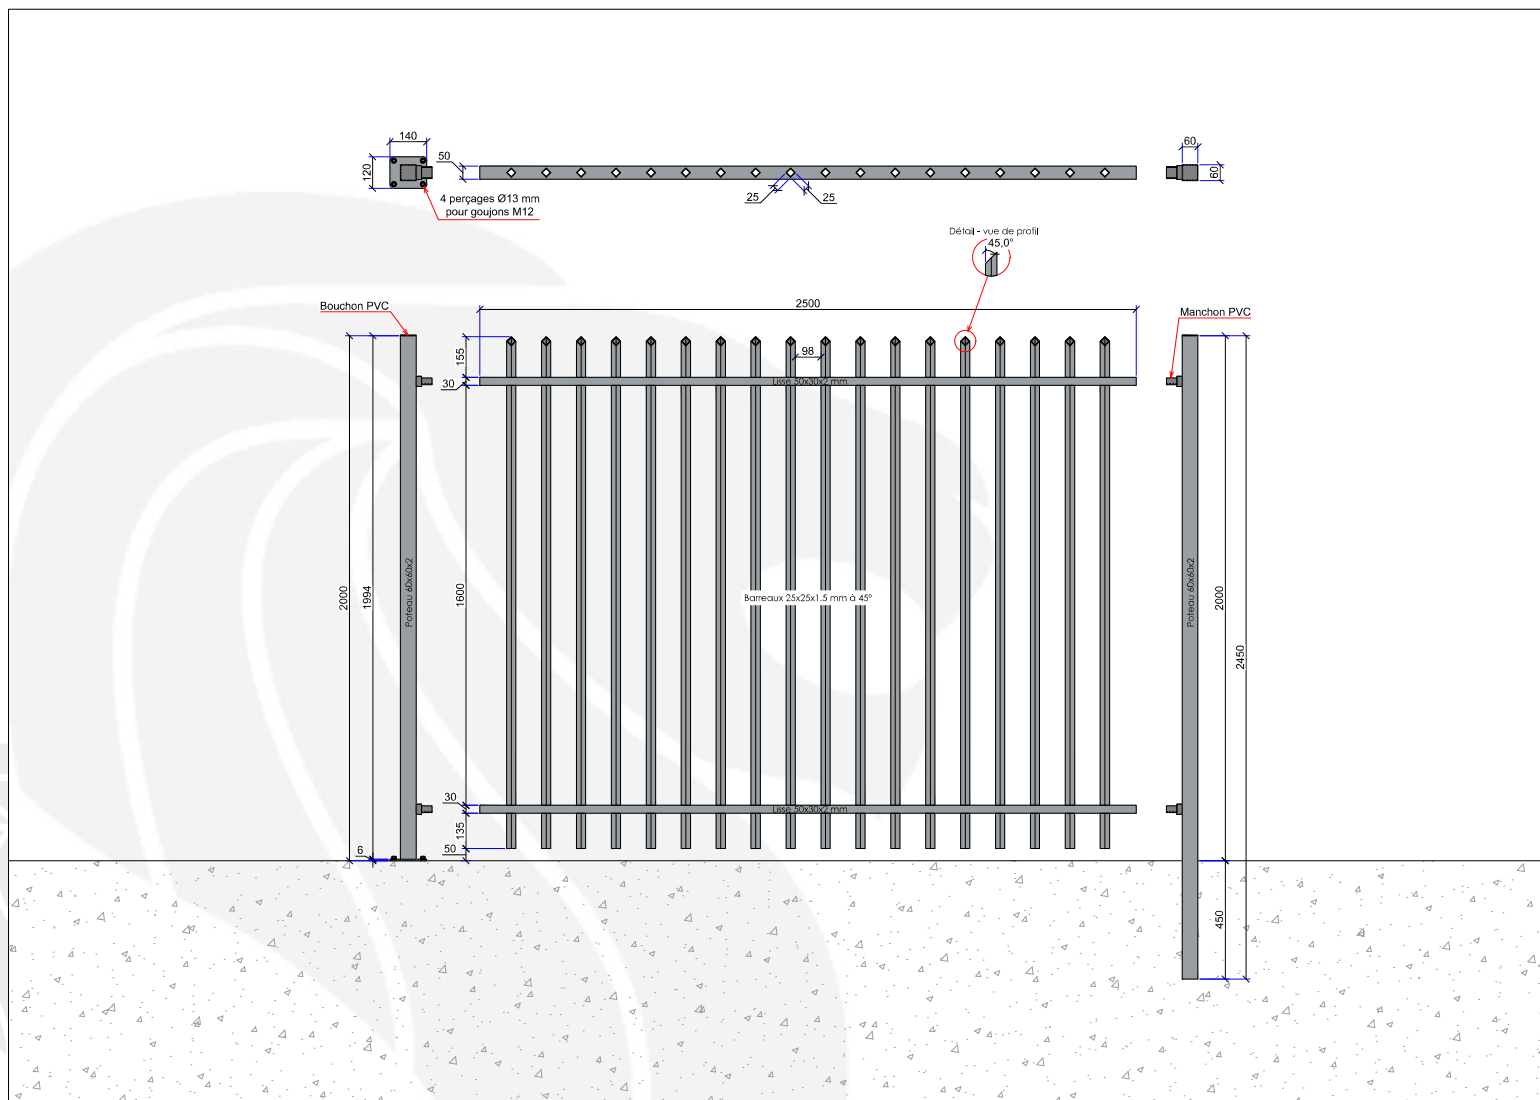 140
120
50
60
60
4 perçages Ø13 mm
pour goujons M12
25
25
Détail - vue de profil
45,0°
Bouchon PVC
2500
Manchon PVC
155
98
30
Lisse 50x30x2 mm
2000
1994
Poteau 60x60x2
1600
Barreaux 25x25x1.5 mm à 45°
Poteau 60x60x2
2000
2450
30
Lisse 50x30x2 mm
135
6
50
450